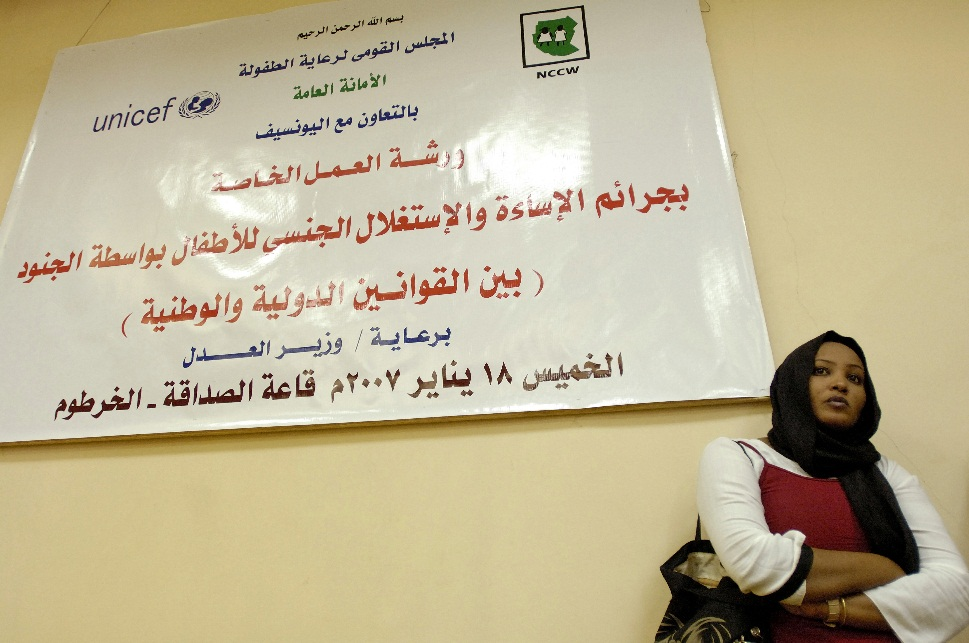 بسم الله الرحمن الرحيم
المجلس القومى لرعاية الطفولة
الأمانة العامة
بالتعاون مع اليونسيف
unicef
NCCW
ورشة العمل الخاصة
بجرائم الإساءة والإستغلال الجنسي للأطفال بواسطة الجنود
( بين القوانين الدولية والوطنية )
برعاية / وزير العدل
الخميس ١٨ يناير ٢٠٠٧م قاعة الصداقة - الخرطوم